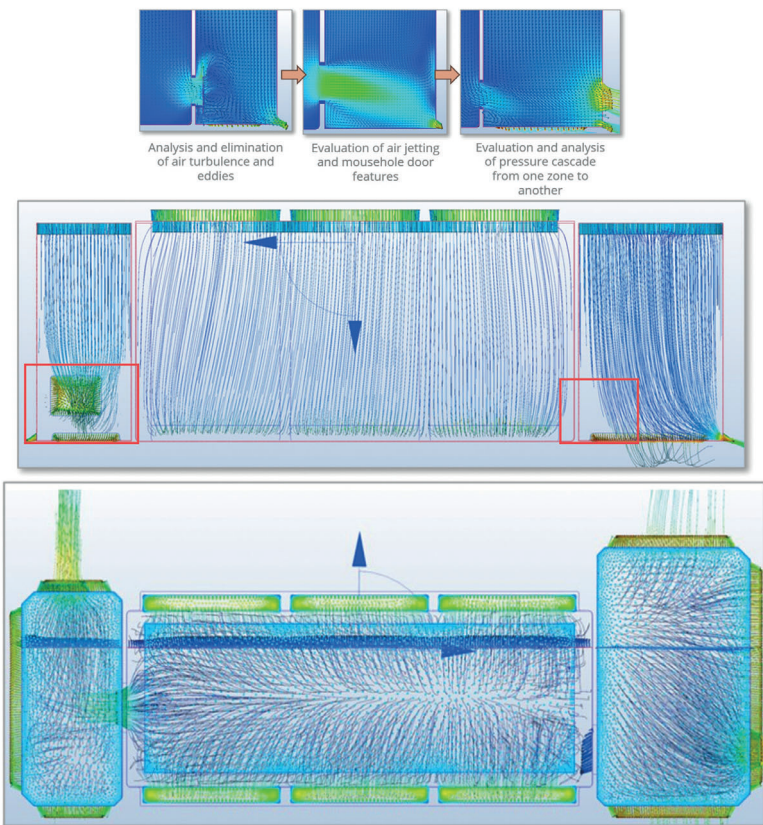 Analysis and elimination
of air turbulence and
eddies
Evaluation of air jetting
and mousehole door
features
Evaluation and analysis
of pressure cascade
from one zone to
another